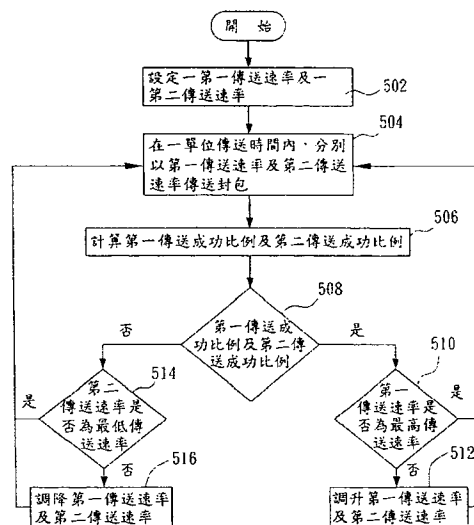 開始
設定一第一傳送速率及一
第二傳送速率
502
504
在一單位傳送時間內，分別
以第一傳送速率及第二傳送
速率傳送封包
506
計算第一傳送成功比例及第二傳送成功比例
508
第一傳送成
功比例及第二傳
送成功比例
否
是
514
510
第二
傳送速率是
否為最低傳
送速率
是
第一
傳送速率是
否為最高傳
送速率
是
否
516
否
512
調降第一傳送速率
及第二傳送速率
調升第一傳送速率
及第二傳送速率